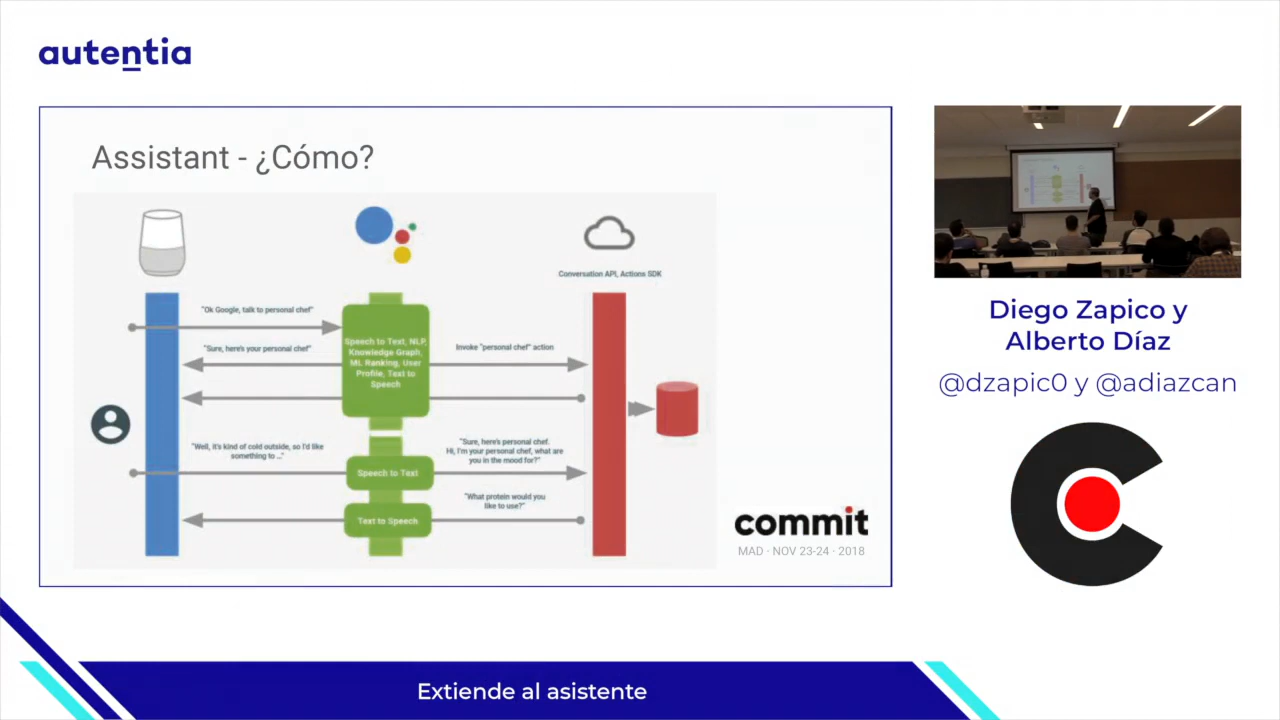 autentia
Assistant - ¿Cómo?
Conversation API, Actions SDK
"Ok Google, talk to personal chef"
"Sure, here's your personal chef"
Speech to Text, NLP,
Knowledge Graph,
ML Ranking, User
Profile, Text to
Speech
Invoke "personal chef" action
"Well, it's kind of cold outside, so I'd like
something to ..."
"Sure, here's personal chef.
Hi, I'm your personal chef, what are
you in the mood for?"
Speech to Text
"What protein would you
like to use?"
Text to Speech
commit
MAD · NOV 23-24 · 2018
Diego Zapico y
Alberto Díaz
@dzapic0 y @adiazcan
Extiende al asistente